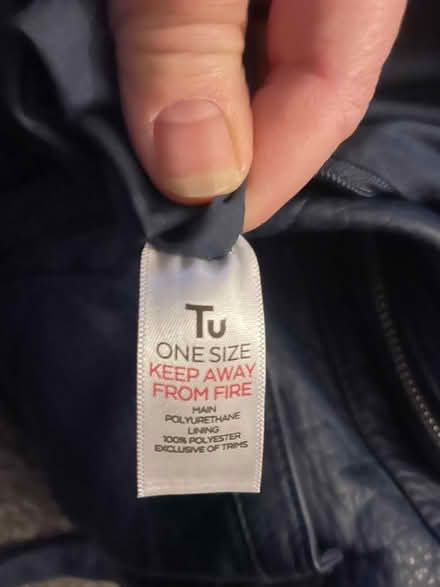 Tu
ONE SIZE
KEEP AWAY
FROM FIRE
MAIN
POLYURETHANE
LINING
100% POLYESTER
EXCLUSIVE OF TRIMS